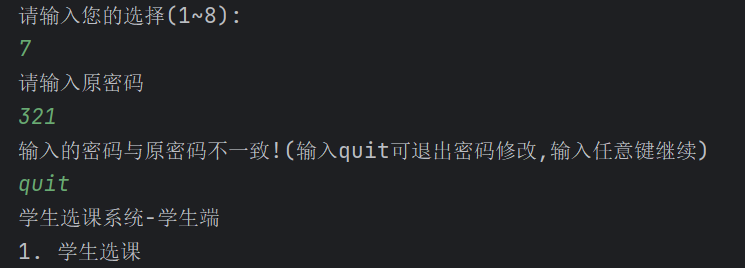 请输入您的选择(1~8):
7
请输入原密码
321
输入的密码与原密码不一致!(输入quit可退出密码修改,输入任意键继续)
quit
学生选课系统-学生端
1. 学生选课